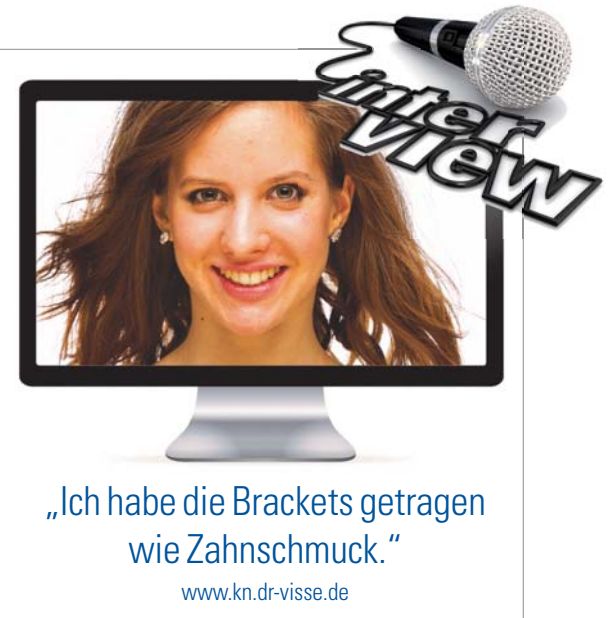 inter
view
„Ich habe die Brackets getragen
wie Zahnschmuck.“
www.kn.dr-visse.de